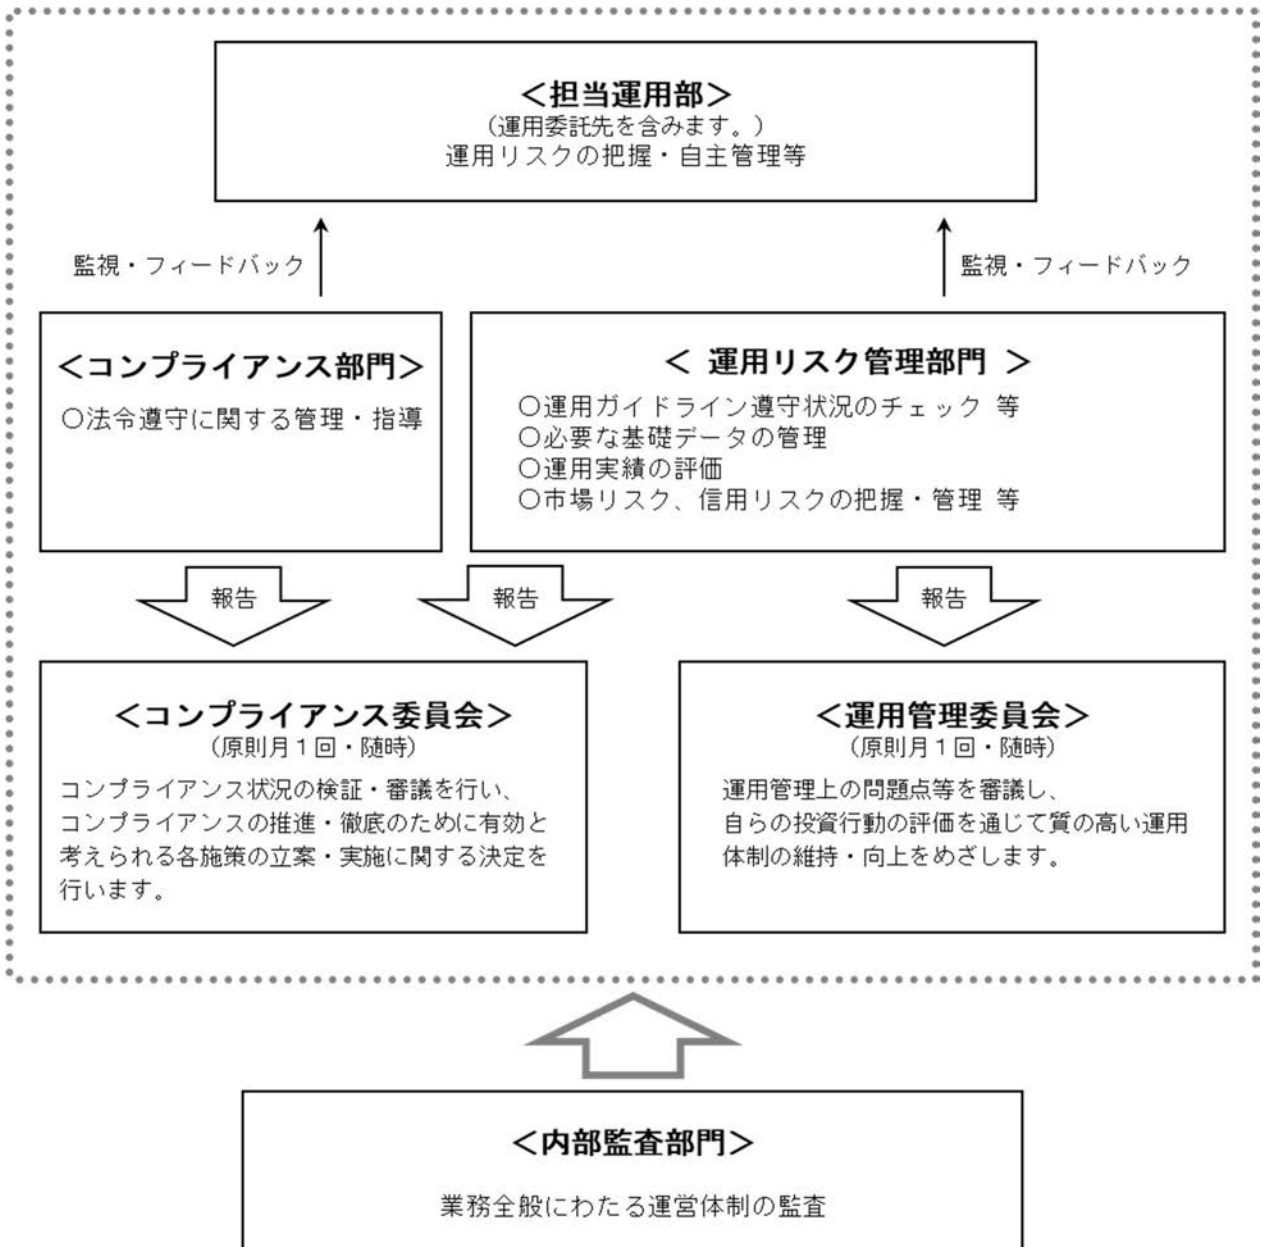 ＜担当運用部＞
（運用委託先を含みます。）
運用リスクの把握・自主管理等
監視・フィードバック
監視・フィードバック
＜コンプライアンス部門＞
○法令遵守に関する管理・指導
＜ 運用リスク管理部門 ＞
○運用ガイドライン遵守状況のチェック 等
○必要な基礎データの管理
○運用実績の評価
○市場リスク、信用リスクの把握・管理 等
報告
報告
報告
＜コンプライアンス委員会＞
（原則月１回・随時）
コンプライアンス状況の検証・審議を行い、
コンプライアンスの推進・徹底のために有効と
考えられる各施策の立案・実施に関する決定を
行います。
＜運用管理委員会＞
（原則月１回・随時）
運用管理上の問題点等を審議し、
自らの投資行動の評価を通じて質の高い運用
体制の維持・向上をめざします。
＜内部監査部門＞
業務全般にわたる運営体制の監査